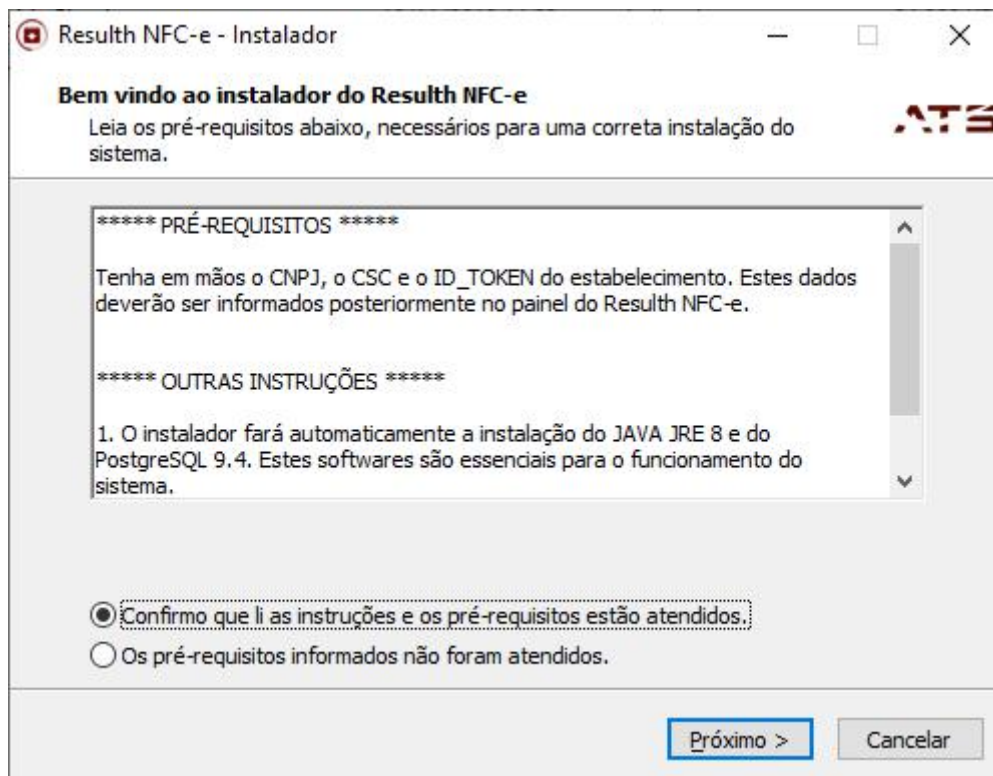 Resulth NFC-e - Instalador
Bem vindo ao instalador do Resulth NFC-e
Leia os pré-requisitos abaixo, necessários para uma correta instalação do
sistema.
ATS
***** PRÉ-REQUISITOS *****
Tenha em mãos o CNPJ, o CSC e o ID_TOKEN do estabelecimento. Estes dados
deverão ser informados posteriormente no painel do Resulth NFC-e.
***** OUTRAS INSTRUÇÕES *****
1. O instalador fará automaticamente a instalação do JAVA JRE 8 e do
PostgreSQL 9.4. Estes softwares são essenciais para o funcionamento do
sistema.
Confirmo que li as instruções e os pré-requisitos estão atendidos.
Os pré-requisitos informados não foram atendidos.
Próximo >
Cancelar